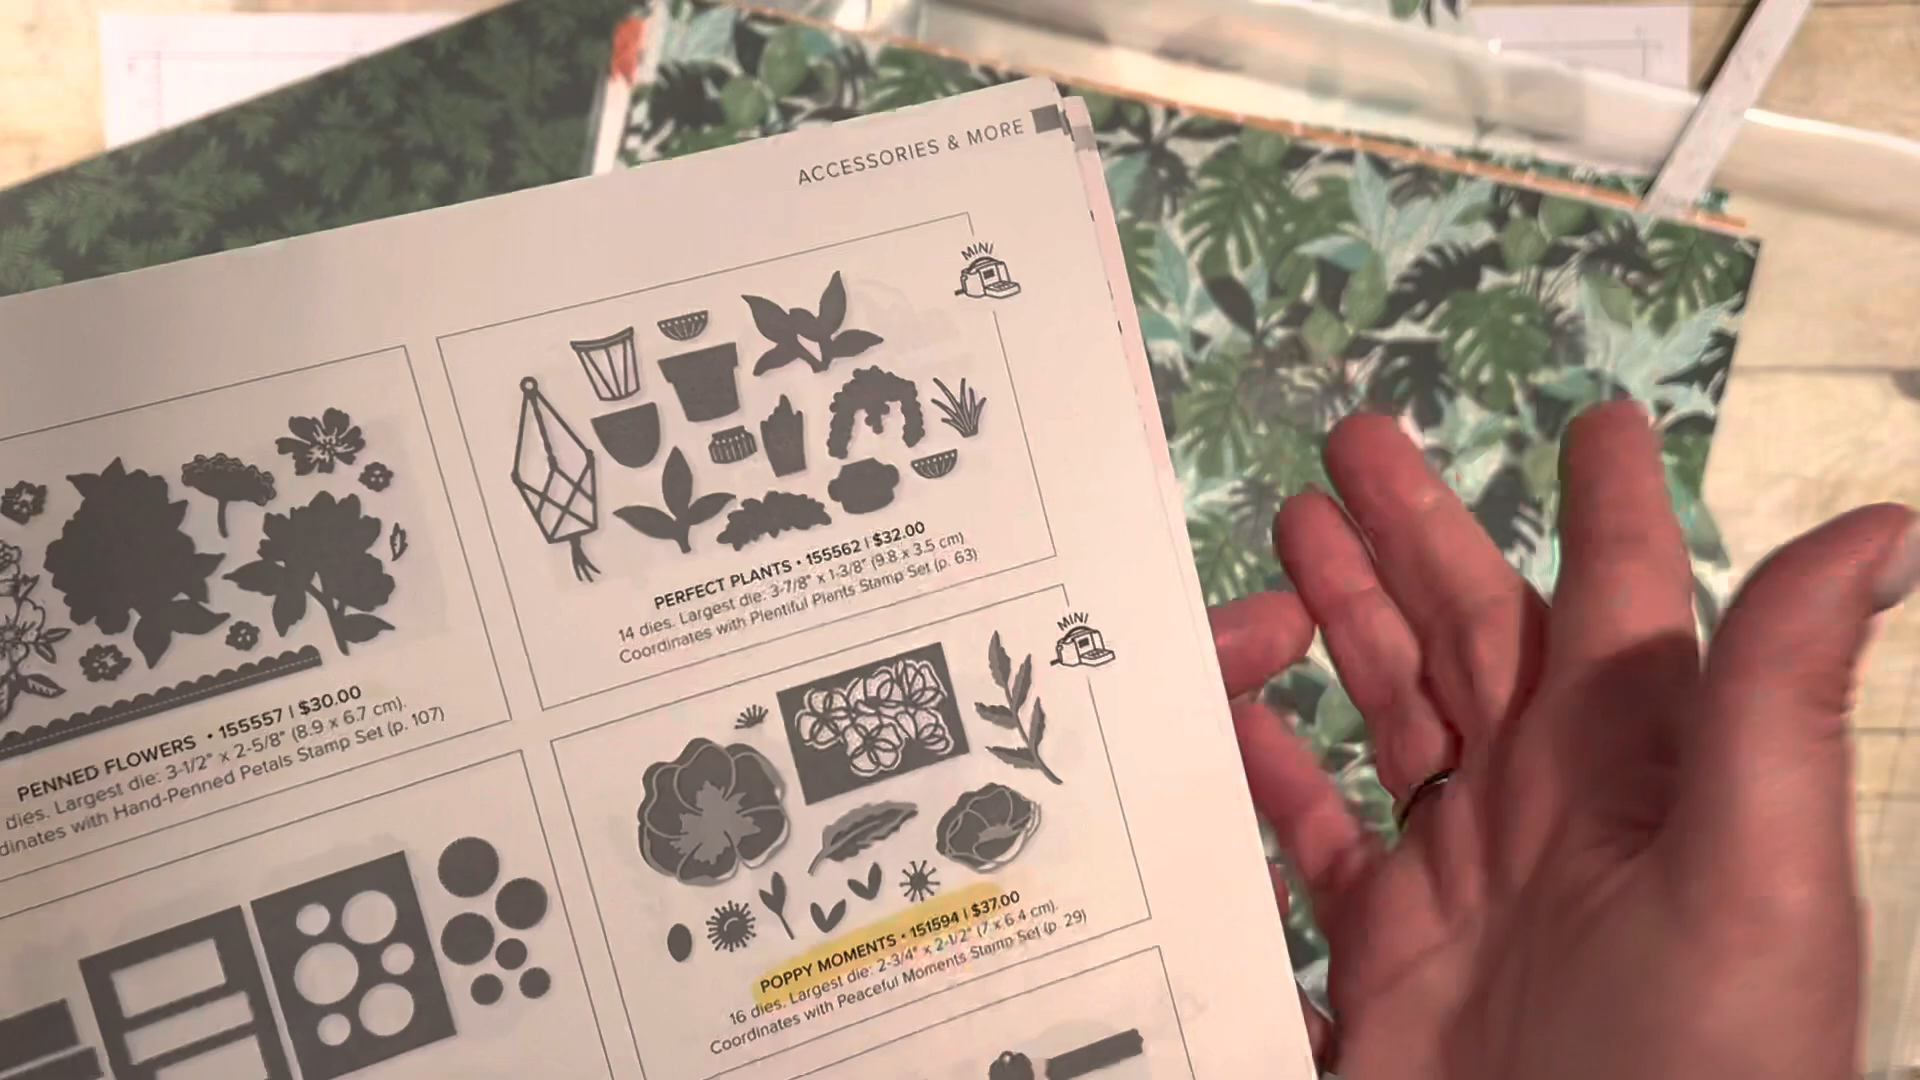 ACCESSORIES & MORE
MINI
PERFECT PLANTS • 155562 | $32.00
14 dies. Largest die: 3-7/8" x 1-3/8" (9.8 x 3.5 cm)
Coordinates with Plentiful Plants Stamp Set (p. 63)
PENNED FLOWERS • 155557 | $30.00
dies. Largest die: 3-1/2" x 2-5/8" (8.9 x 6.7 cm).
dinates with Hand-Penned Petals Stamp Set (p. 107)
MINI
POPPY MOMENTS • 151594 | $37.00
16 dies. Largest die: 2-3/4" x 2-1/2" (7 x 6.4 cm).
Coordinates with Peaceful Moments Stamp Set (p. 29)